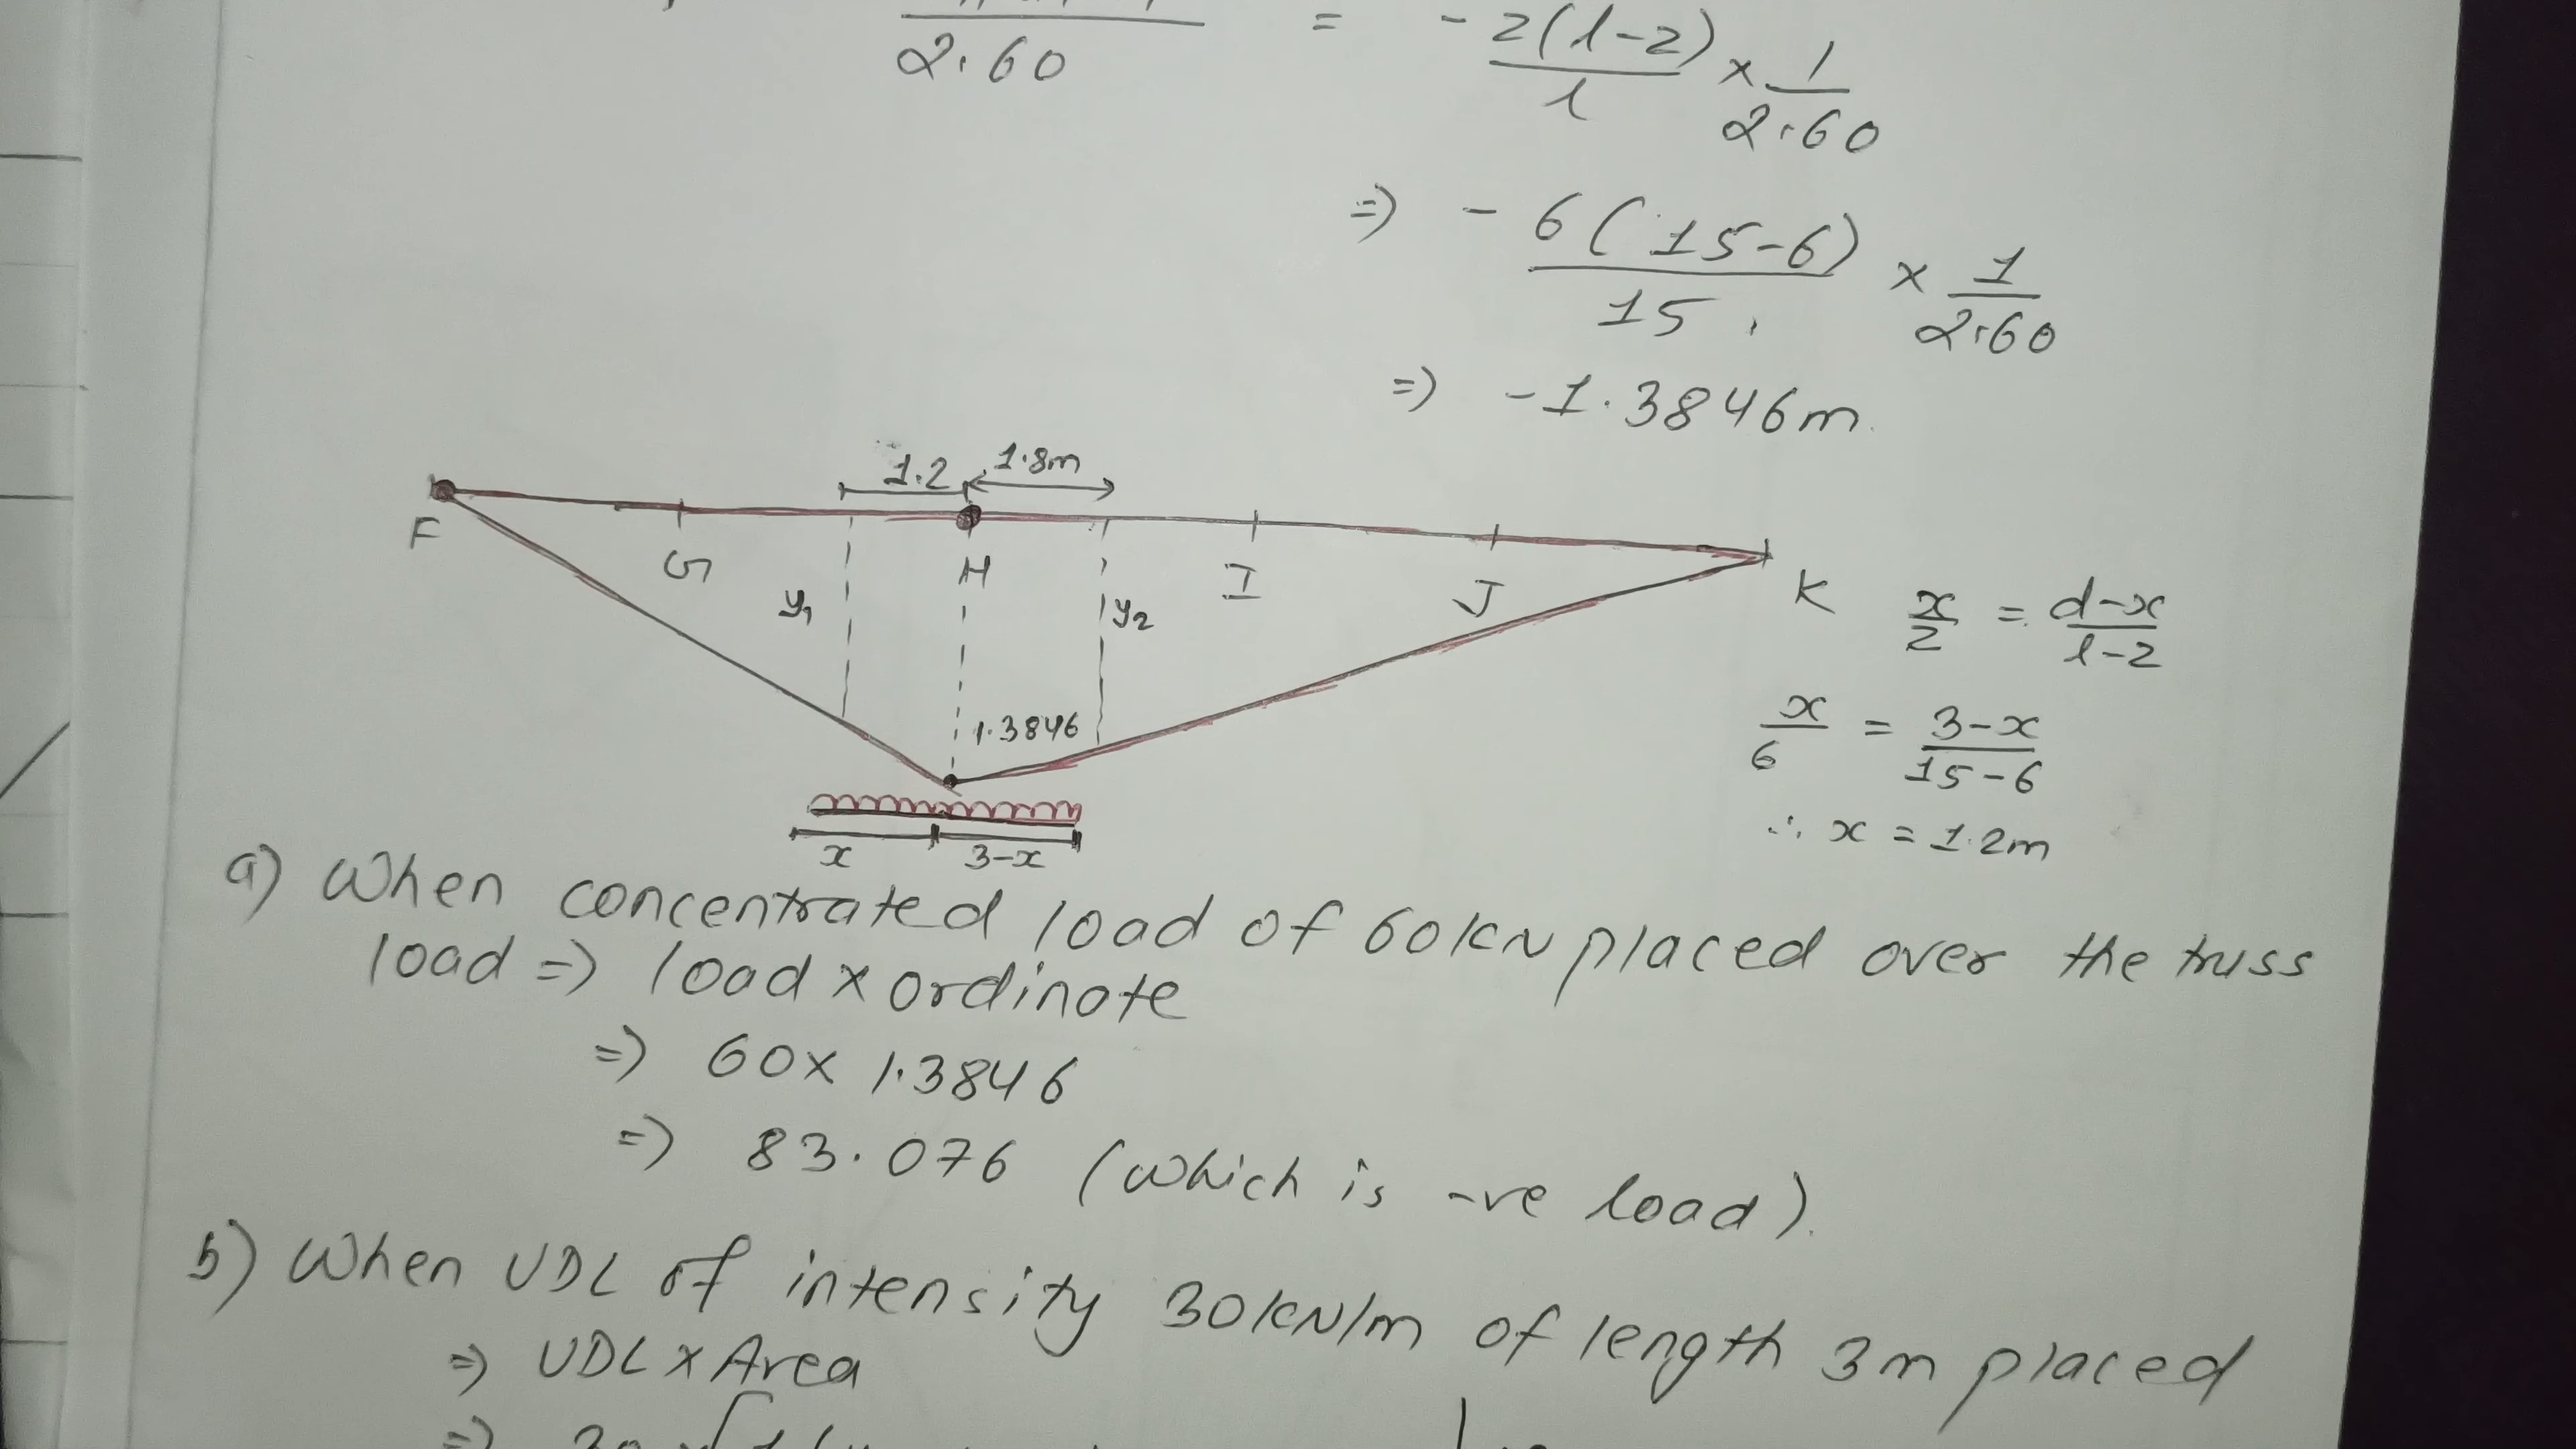 2.60 = -z(l-z)/l × 1/2.60
=) - 6(15-6)/15 × 1/2.60
=) -1.3846m.
1.2 1.8m
F G H I J K
y1 y2
1.3846
x 3-x
x/z = d-x/l-z
x/6 = 3-x/15-6
∴ x = 1.2m
a) When concentrated load of 60kN placed over the truss
load =) load × ordinate
=) 60× 1.3846
=) 83.076 (which is -ve load).
b) When UDL of intensity 30kN/m of length 3m placed
=) UDL × Area